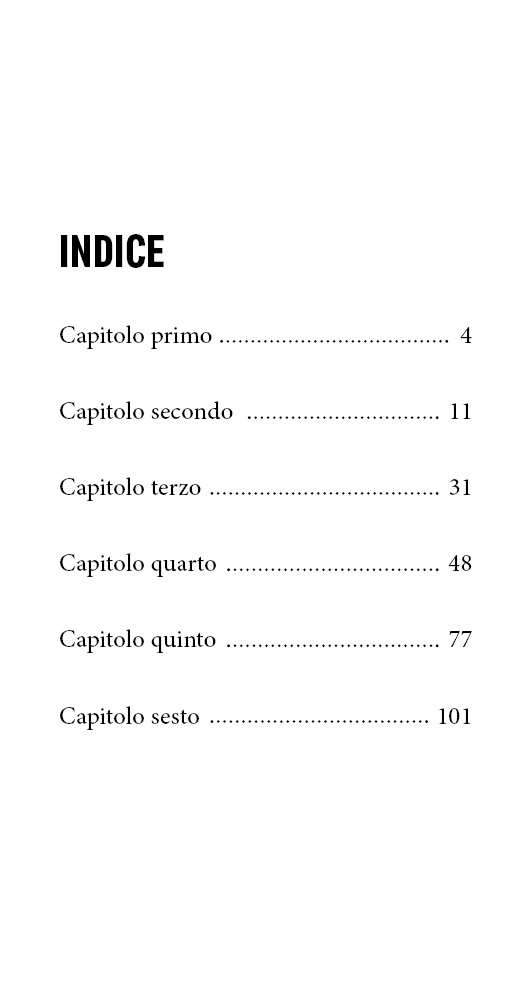 INDICE
Capitolo primo ..................................... 4
Capitolo secondo ............................... 11
Capitolo terzo ..................................... 31
Capitolo quarto .................................. 48
Capitolo quinto .................................. 77
Capitolo sesto ................................... 101